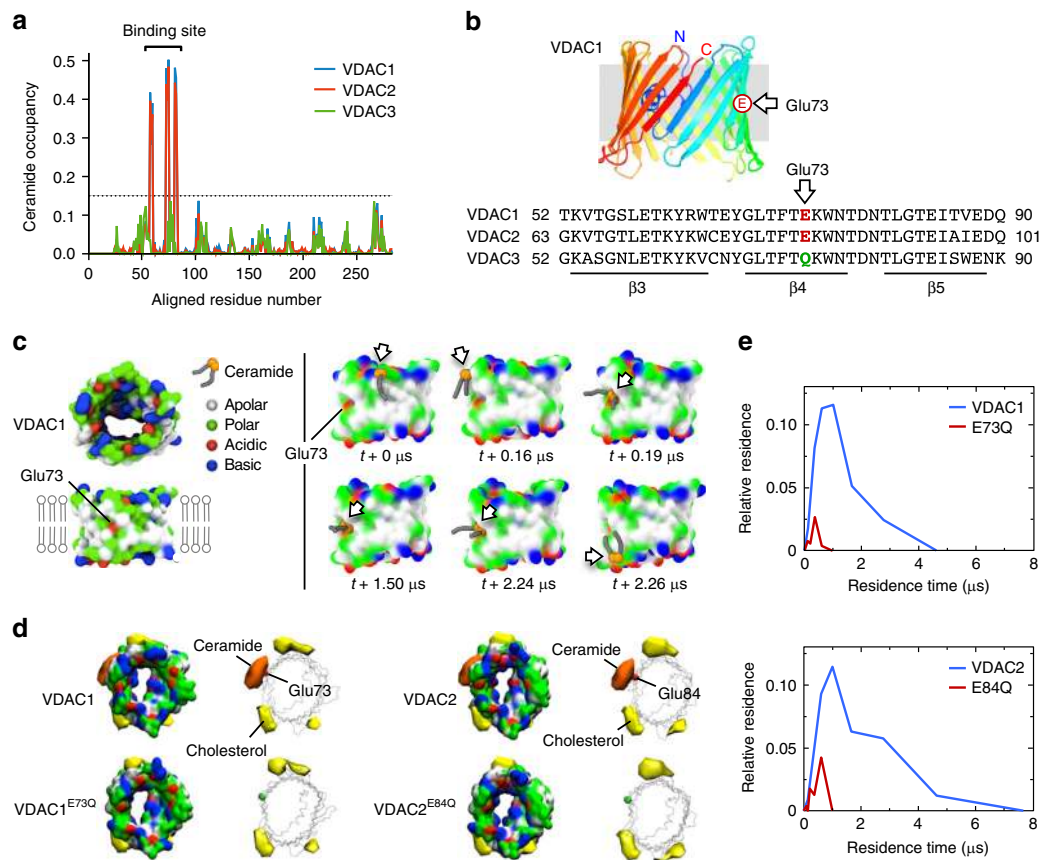 a
Binding site
Ceramide occupancy
0.5
0.4
0.3
0.2
0.1
0.0
0 50 100 150 200 250
Aligned residue number
VDAC1
VDAC2
VDAC3
b
VDAC1
N
C
E
Glu73
Glu73
VDAC1 52 TKVTGSLETKYRWTEYGLTFTEKWNTDNTLGTEITVEDQ 90
VDAC2 63 GKVTGTLETKYKWCEYGLTFTEKWNTDNTLGTEIAIEDQ 101
VDAC3 52 GKASGNLETKYKVCNYGLTFTQKWNTDNTLGTEISWENK 90
β3 β4 β5
c
VDAC1
Glu73
Ceramide
Apolar
Polar
Acidic
Basic
Glu73
t + 0 μs t + 0.16 μs t + 0.19 μs
t + 1.50 μs t + 2.24 μs t + 2.26 μs
d
VDAC1
Ceramide
Glu73
Cholesterol
VDAC1E73Q
VDAC2
Ceramide
Glu84
Cholesterol
VDAC2E84Q
e
Relative residence
0.10
0.05
0
0 2 4 6 8
Residence time (μs)
VDAC1
E73Q
Relative residence
0.10
0.05
0
0 2 4 6 8
Residence time (μs)
VDAC2
E84Q